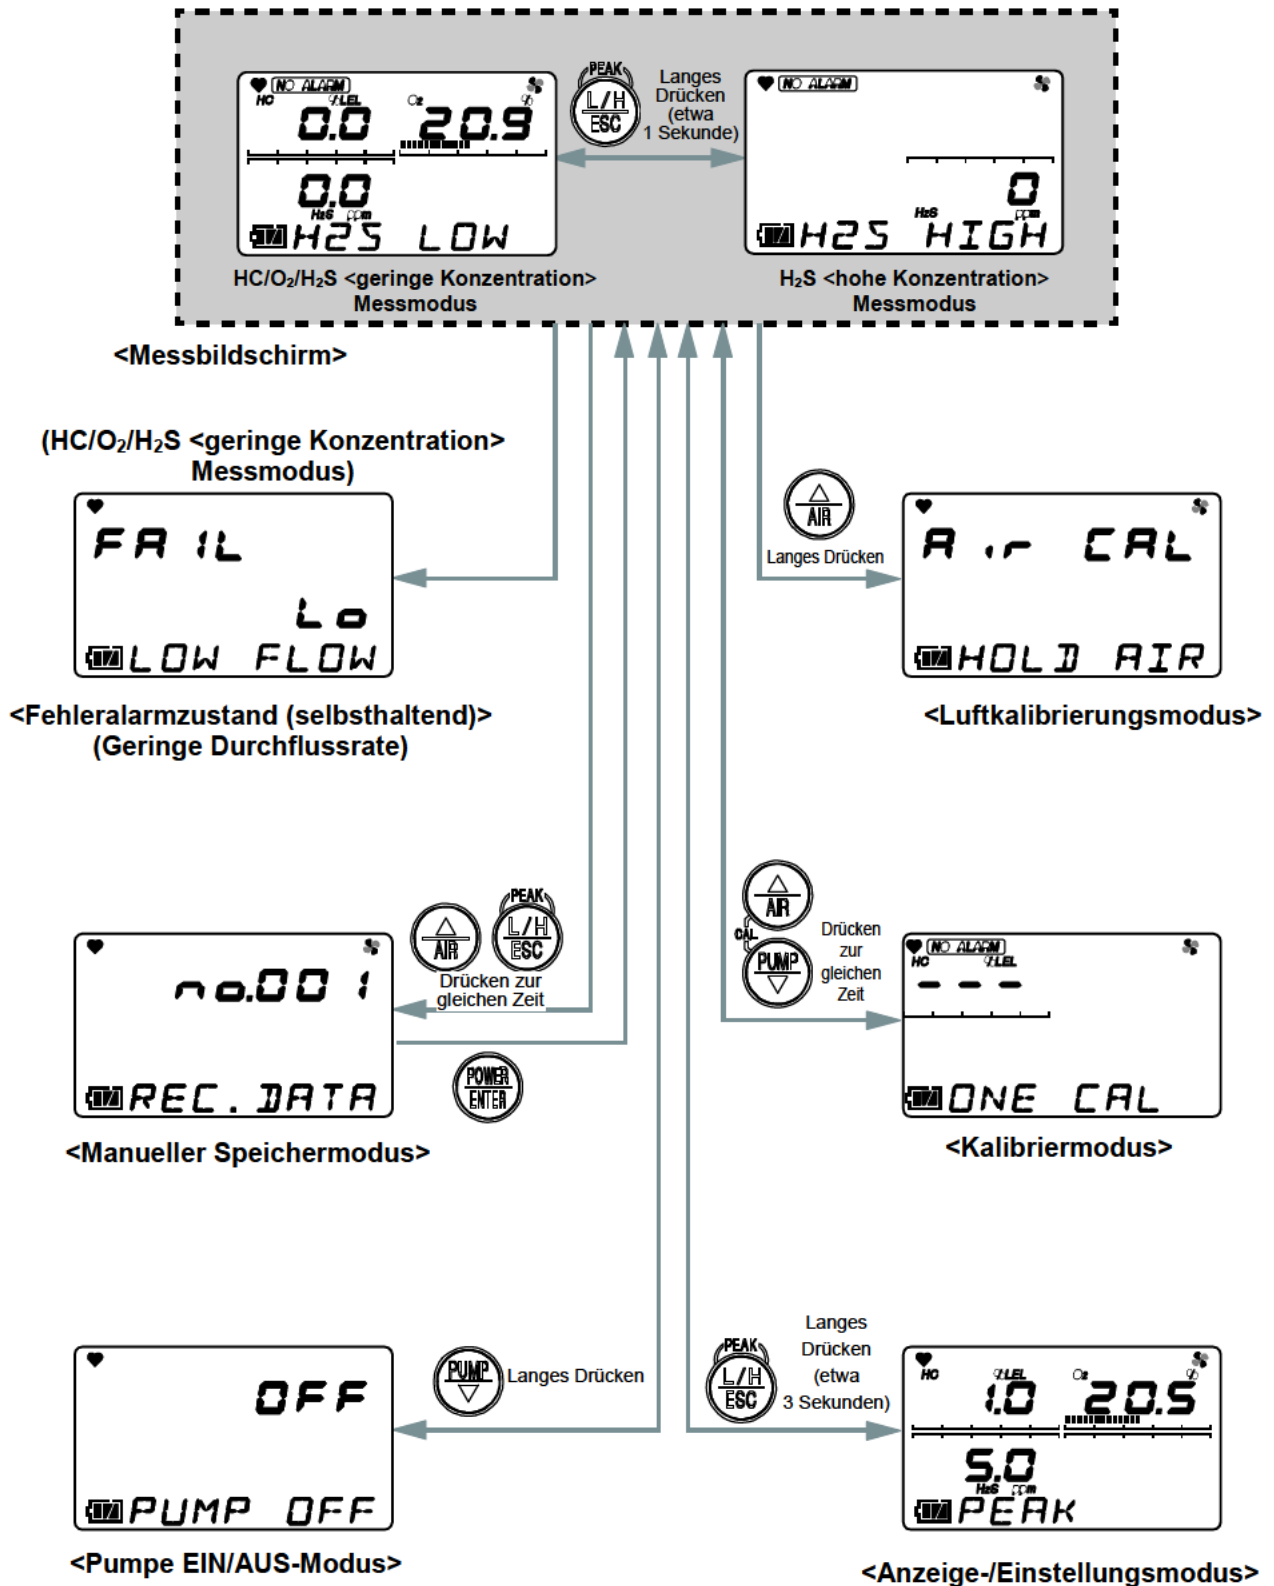 NO ALARM
HC %LEL O2 %
0.0 20.9
0.0
H2S ppm
H2S LOW
PEAK
L/H
ESC
Langes
Drücken
(etwa
1 Sekunde)
NO ALARM
0
H2S ppm
H2S HIGH
HC/O₂/H₂S <geringe Konzentration>
Messmodus
H₂S <hohe Konzentration>
Messmodus
<Messbildschirm>
(HC/O₂/H₂S <geringe Konzentration>
Messmodus)
FAIL
Lo
LOW FLOW
<Fehleralarmzustand (selbsthaltend)>
(Geringe Durchflussrate)
AIR
Langes Drücken
Air CAL
HOLD AIR
<Luftkalibrierungsmodus>
no.001
REC.DATA
<Manueller Speichermodus>
AIR
PEAK
L/H
ESC
Drücken zur
gleichen Zeit
POWER
ENTER
AIR
CAL
PUMP
Drücken
zur
gleichen
Zeit
NO ALARM
HC %LEL
---
ONE CAL
<Kalibriermodus>
OFF
PUMP OFF
<Pumpe EIN/AUS-Modus>
PUMP
Langes Drücken
PEAK
L/H
ESC
Langes
Drücken
(etwa
3 Sekunden)
HC %LEL O2 %
1.0 20.5
5.0
H2S ppm
PEAK
<Anzeige-/Einstellungsmodus>